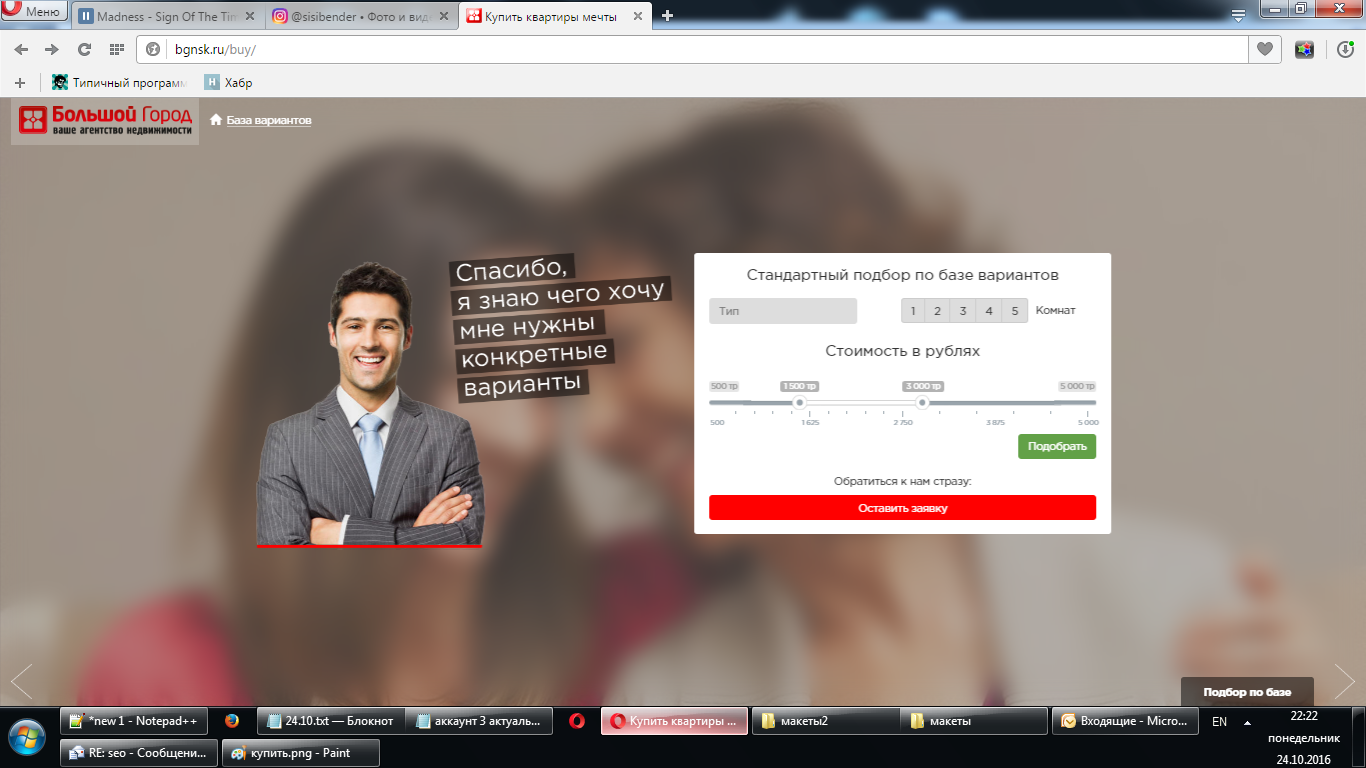 Меню
Madness - Sign Of The Tim
@sisibender • Фото и вид
Купить квартиры мечты
bgnsk.ru/buy/
Типичный программ
Хабр
Большой Город
ваше агентство недвижимости
База вариантов
Спасибо,
я знаю чего хочу
мне нужны
конкретные
варианты
Стандартный подбор по базе вариантов
Тип
1 2 3 4 5 Комнат
Стоимость в рублях
500 тр 1 500 тр 3 000 тр 5 000 тр
500 1 625 2 750 3 875 5 000
Подобрать
Обратиться к нам стразу:
Оставить заявку
Подбор по базе
*new 1 - Notepad++
24.10.txt — Блокнот
аккаунт 3 актуаль...
Купить квартиры ...
макеты2
макеты
Входящие - Micro...
EN
22:22
понедельник
24.10.2016
RE: seo - Сообщени...
купить.png - Paint